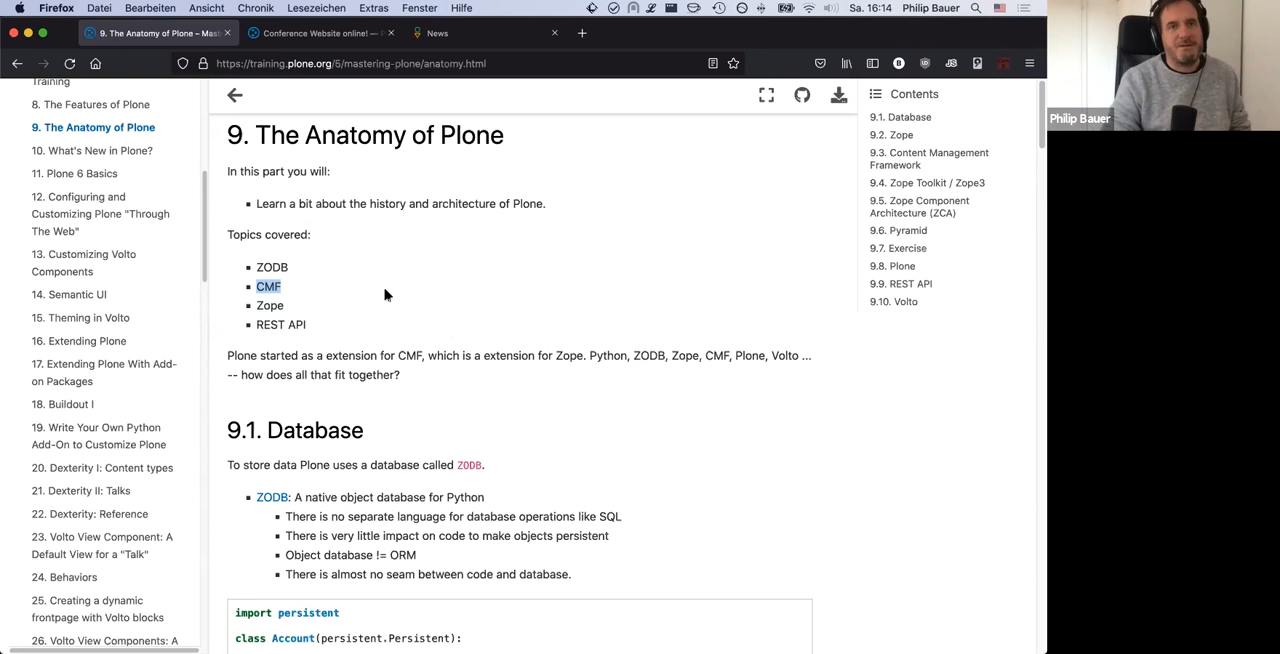 Firefox Datei Bearbeiten Ansicht Chronik Lesezeichen Extras Fenster Hilfe Sa. 16:14 Philip Bauer
9. The Anatomy of Plone – Mast
Conference Website online! — P
News
https://training.plone.org/5/mastering-plone/anatomy.html
Training
8. The Features of Plone
9. The Anatomy of Plone
10. What's New in Plone?
11. Plone 6 Basics
12. Configuring and
Customizing Plone "Through
The Web"
13. Customizing Volto
Components
14. Semantic UI
15. Theming in Volto
16. Extending Plone
17. Extending Plone With Add-
on Packages
18. Buildout I
19. Write Your Own Python
Add-On to Customize Plone
20. Dexterity I: Content types
21. Dexterity II: Talks
22. Dexterity: Reference
23. Volto View Component: A
Default View for a "Talk"
24. Behaviors
25. Creating a dynamic
frontpage with Volto blocks
26. Volto View Components: A
9. The Anatomy of Plone
In this part you will:
Learn a bit about the history and architecture of Plone.
Topics covered:
ZODB
CMF
Zope
REST API
Plone started as a extension for CMF, which is a extension for Zope. Python, ZODB, Zope, CMF, Plone, Volto ...
-- how does all that fit together?
9.1. Database
To store data Plone uses a database called ZODB.
ZODB: A native object database for Python
There is no separate language for database operations like SQL
There is very little impact on code to make objects persistent
Object database != ORM
There is almost no seam between code and database.
import persistent
class Account(persistent.Persistent):
Contents
9.1. Database
9.2. Zope
9.3. Content Management
Framework
9.4. Zope Toolkit / Zope3
9.5. Zope Component
Architecture (ZCA)
9.6. Pyramid
9.7. Exercise
9.8. Plone
9.9. REST API
9.10. Volto
Philip Bauer